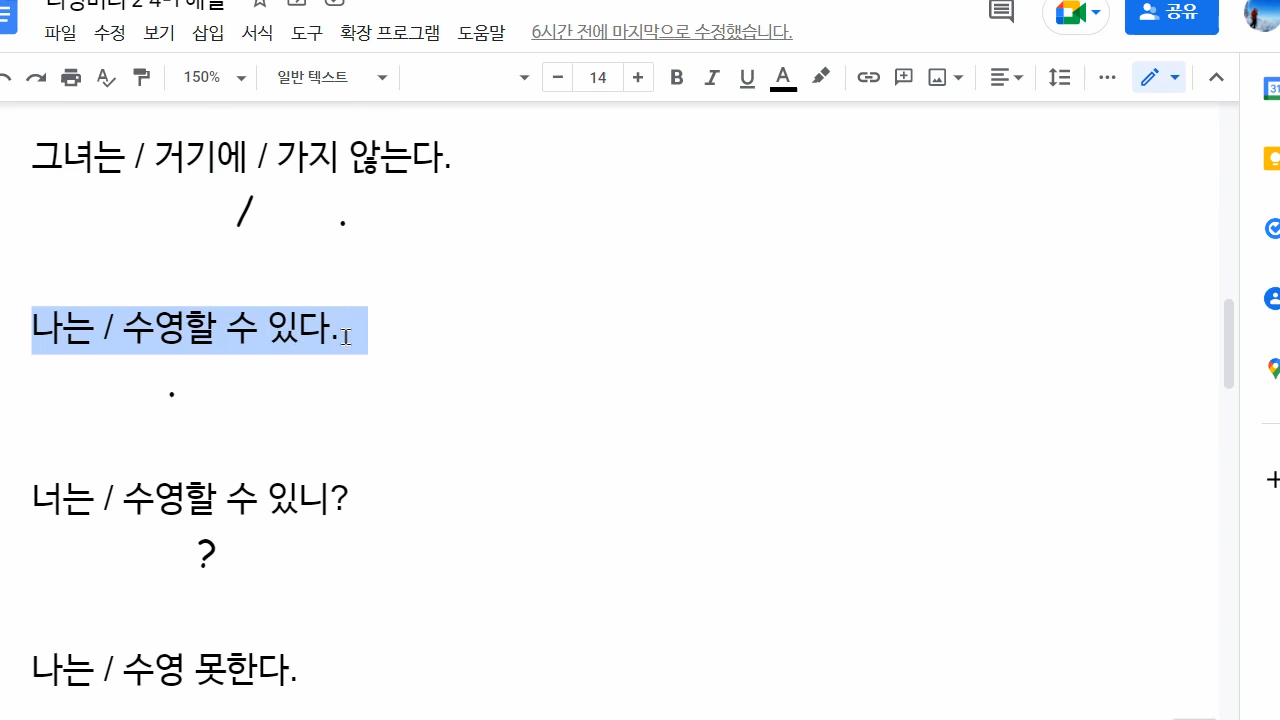 파일 수정 보기 삽입 서식 도구 확장 프로그램 도움말 6시간 전에 마지막으로 수정했습니다. 공유
150% 일반 텍스트 − 14 + B I U A
그녀는 / 거기에 / 가지 않는다.
/ .
나는 / 수영할 수 있다.
.
너는 / 수영할 수 있니?
?
나는 / 수영 못한다.